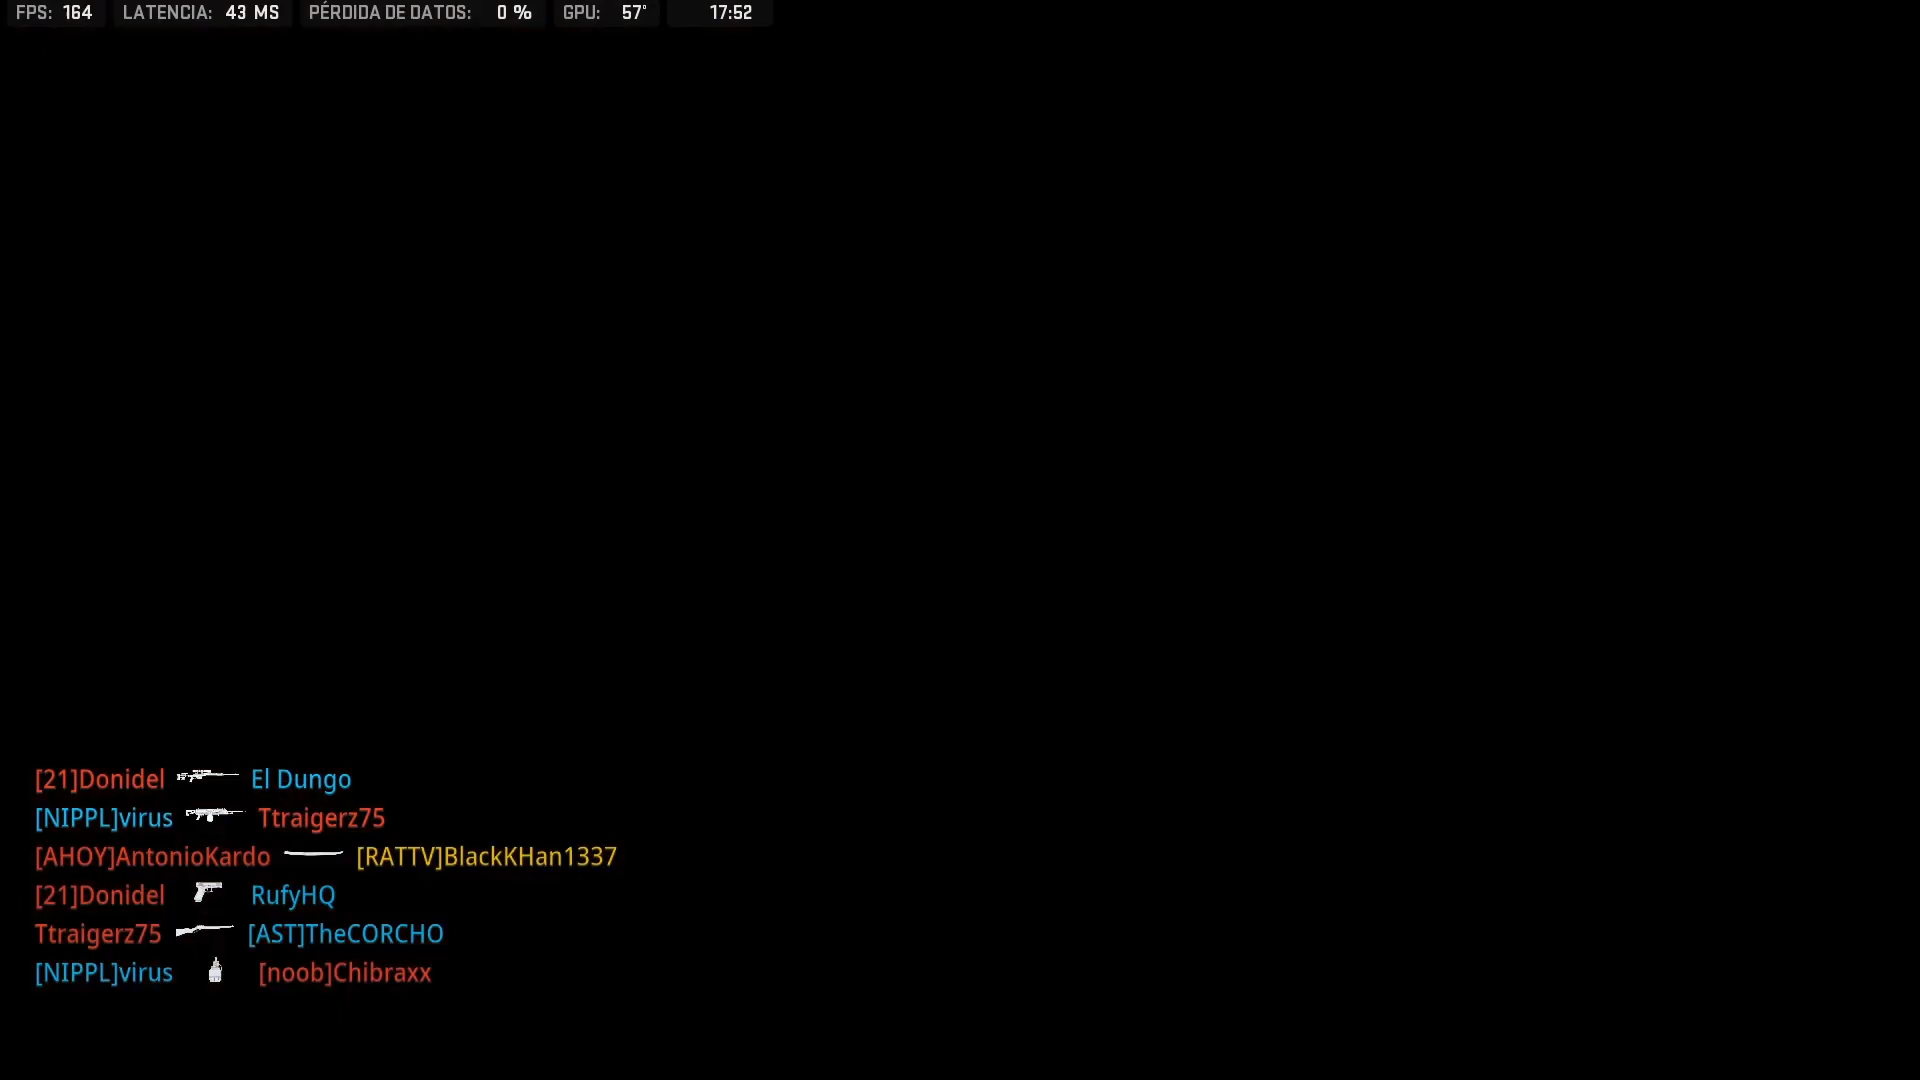 FPS: 164 LATENCIA: 43 MS PÉRDIDA DE DATOS: 0 % GPU: 57° 17:52
[21]Donidel El Dungo
[NIPPL]virus Ttraigerz75
[AHOY]AntonioKardo [RATTV]BlackKHan1337
[21]Donidel RufyHQ
Ttraigerz75 [AST]TheCORCHO
[NIPPL]virus [noob]Chibraxx